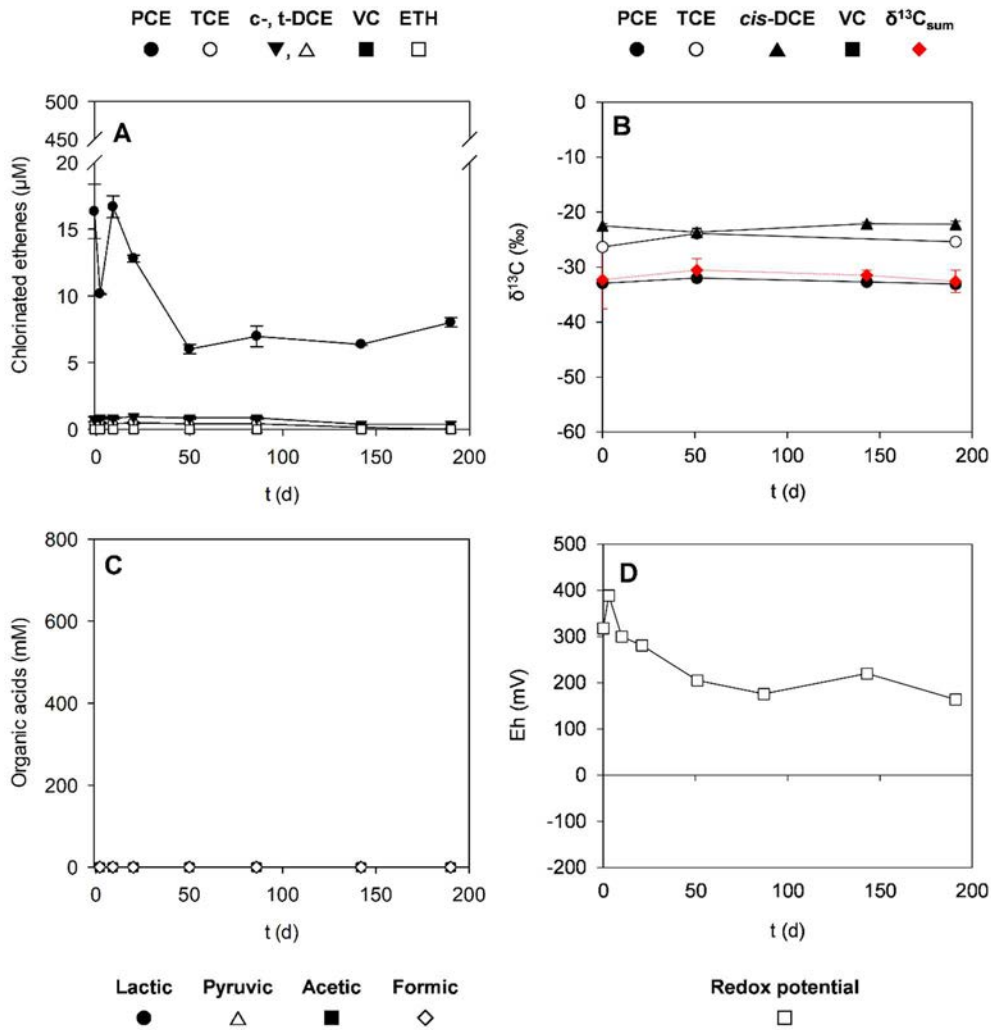 PCE TCE c-, t-DCE VC ETH
● ○ ▼, △ ■ □
PCE TCE cis-DCE VC δ¹³Csum
● ○ ▲ ■ ◆
A
Chlorinated ethenes (µM)
500
450
20
15
10
5
0
0 50 100 150 200
t (d)
B
δ¹³C (‰)
0
-10
-20
-30
-40
-50
-60
0 50 100 150 200
t (d)
C
Organic acids (mM)
800
600
400
200
0
0 50 100 150 200
t (d)
D
Eh (mV)
500
400
300
200
100
0
-100
-200
0 50 100 150 200
t (d)
Lactic Pyruvic Acetic Formic
● △ ■ ◇
Redox potential
□